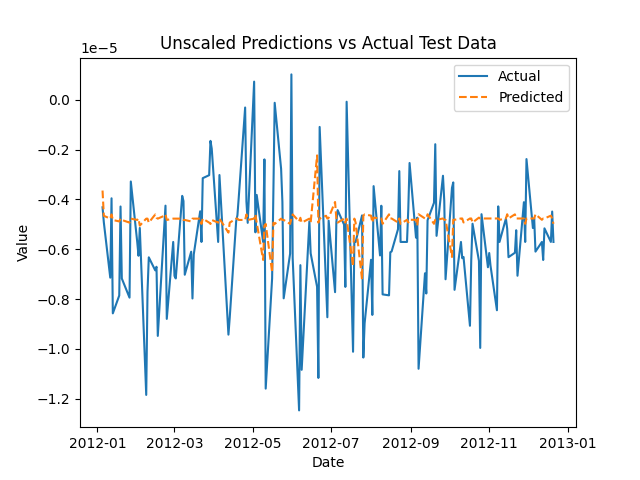 Unscaled Predictions vs Actual Test Data
1e−5
Actual
Predicted
0.0
−0.2
−0.4
−0.6
−0.8
−1.0
−1.2
Value
2012-01 2012-03 2012-05 2012-07 2012-09 2012-11 2013-01
Date